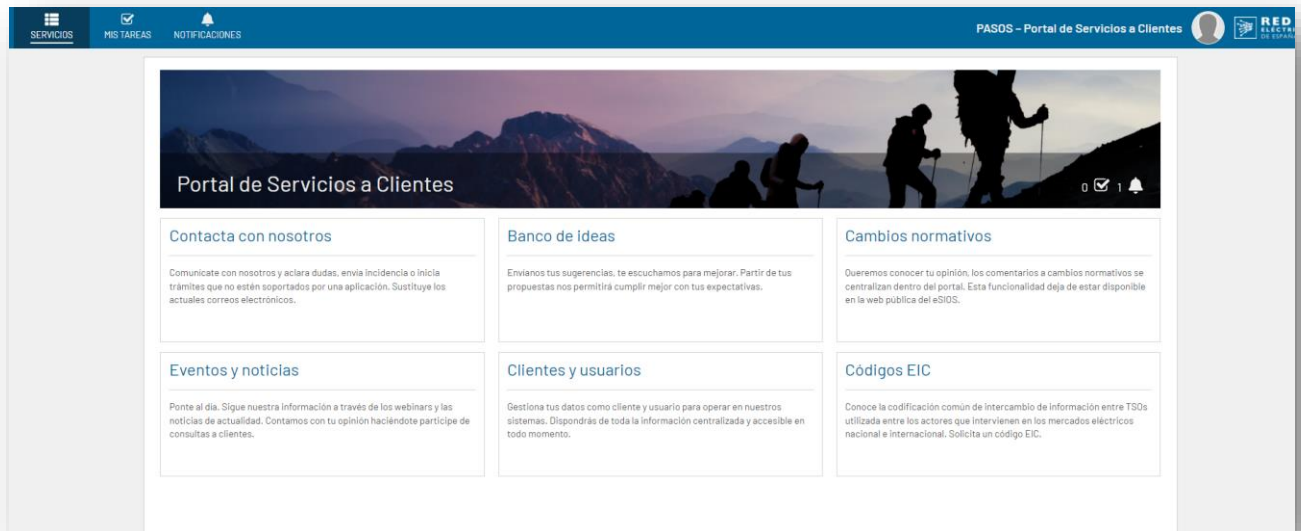 SERVICIOS
MIS TAREAS
NOTIFICACIONES
PASOS – Portal de Servicios a Clientes
RED
DE ESPAÑA
Portal de Servicios a Clientes
0 1
Contacta con nosotros
Comunícate con nosotros y aclara dudas, envía incidencia o inicia
trámites que no estén soportados por una aplicación. Sustituye los
actuales correos electrónicos.
Banco de ideas
Envíanos tus sugerencias, te escuchamos para mejorar. Partir de tus
propuestas nos permitirá cumplir mejor con tus expectativas.
Cambios normativos
Queremos conocer tu opinión, los comentarios a cambios normativos se
centralizan dentro del portal. Esta funcionalidad deja de estar disponible
en la web pública del eSIOS.
Eventos y noticias
Ponte al día. Sigue nuestra información a través de los webinars y las
noticias de actualidad. Contamos con tu opinión haciéndote partícipe de
consultas a clientes.
Clientes y usuarios
Gestiona tus datos como cliente y usuario para operar en nuestros
sistemas. Dispondrás de toda la información centralizada y accesible en
todo momento.
Códigos EIC
Conoce la codificación común de intercambio de información entre TSOs
utilizada entre los actores que intervienen en los mercados eléctricos
nacional e internacional. Solicita un código EIC.